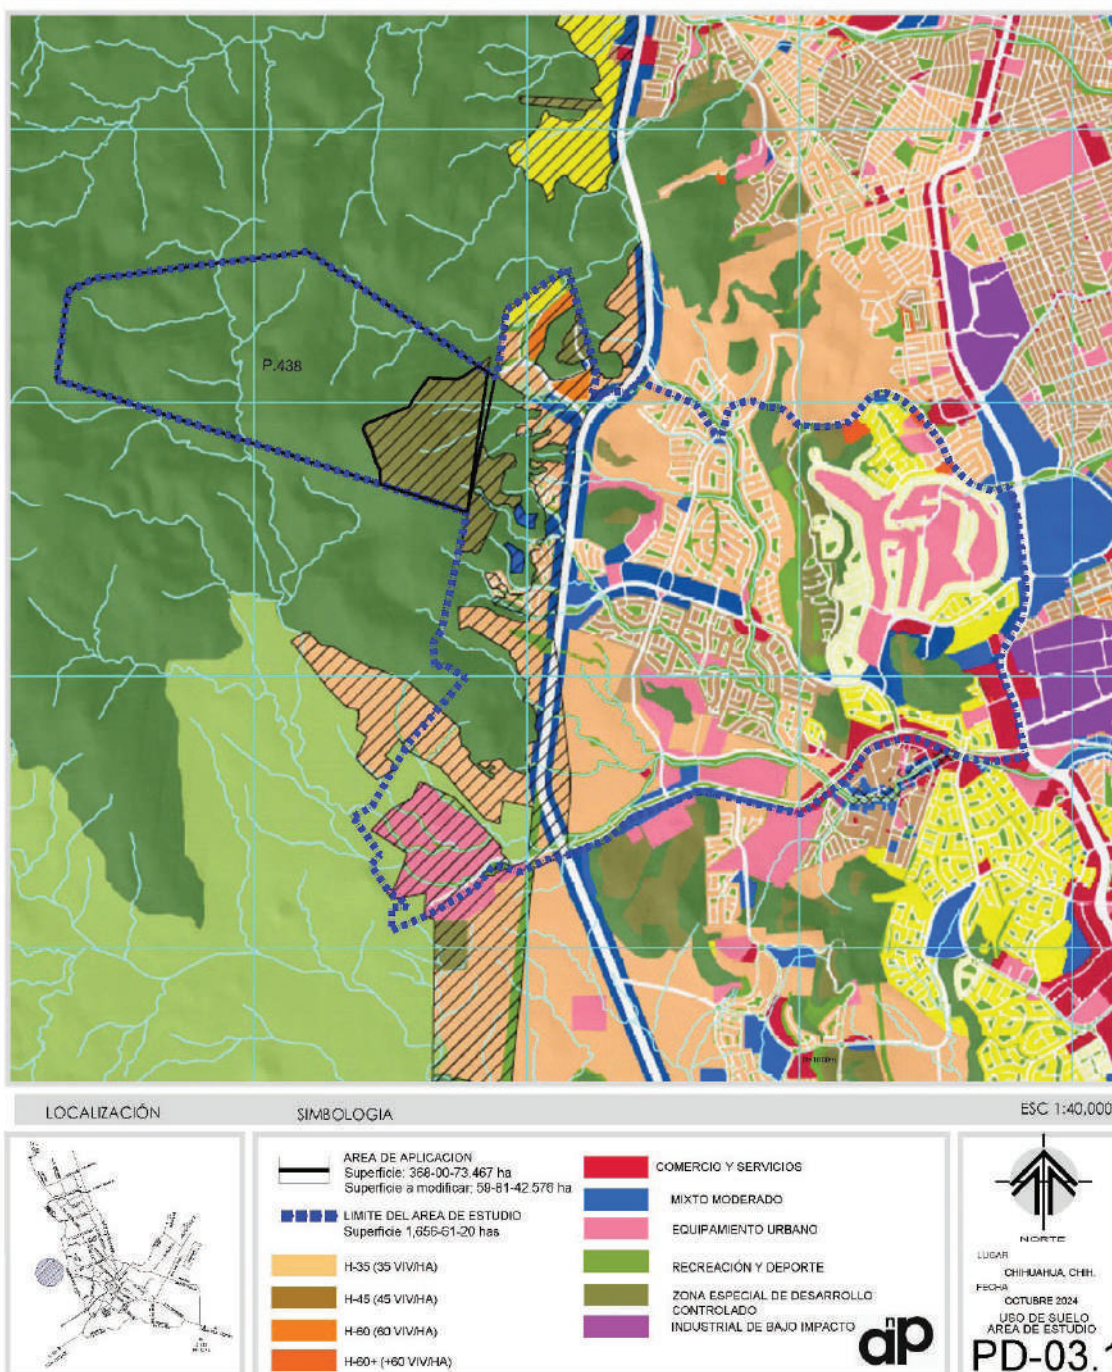 P.438
LOCALIZACIÓN
SIMBOLOGIA
ESC 1:40,000
AREA DE APLICACION
Superficie: 368-00-73.467 ha
Superficie a modificar: 59-81-42.576 ha
LIMITE DEL AREA DE ESTUDIO
Superficie 1,656-61-20 has
H-35 (35 VIV/HA)
H-45 (45 VIV/HA)
H-60 (60 VIV/HA)
H-60+ (+60 VIV/HA)
COMERCIO Y SERVICIOS
MIXTO MODERADO
EQUIPAMIENTO URBANO
RECREACIÓN Y DEPORTE
ZONA ESPECIAL DE DESARROLLO
CONTROLADO
INDUSTRIAL DE BAJO IMPACTO
NORTE
LUGAR
CHIHUAHUA, CHIH.
FECHA
OCTUBRE 2024
USO DE SUELO
AREA DE ESTUDIO
PD-03.1